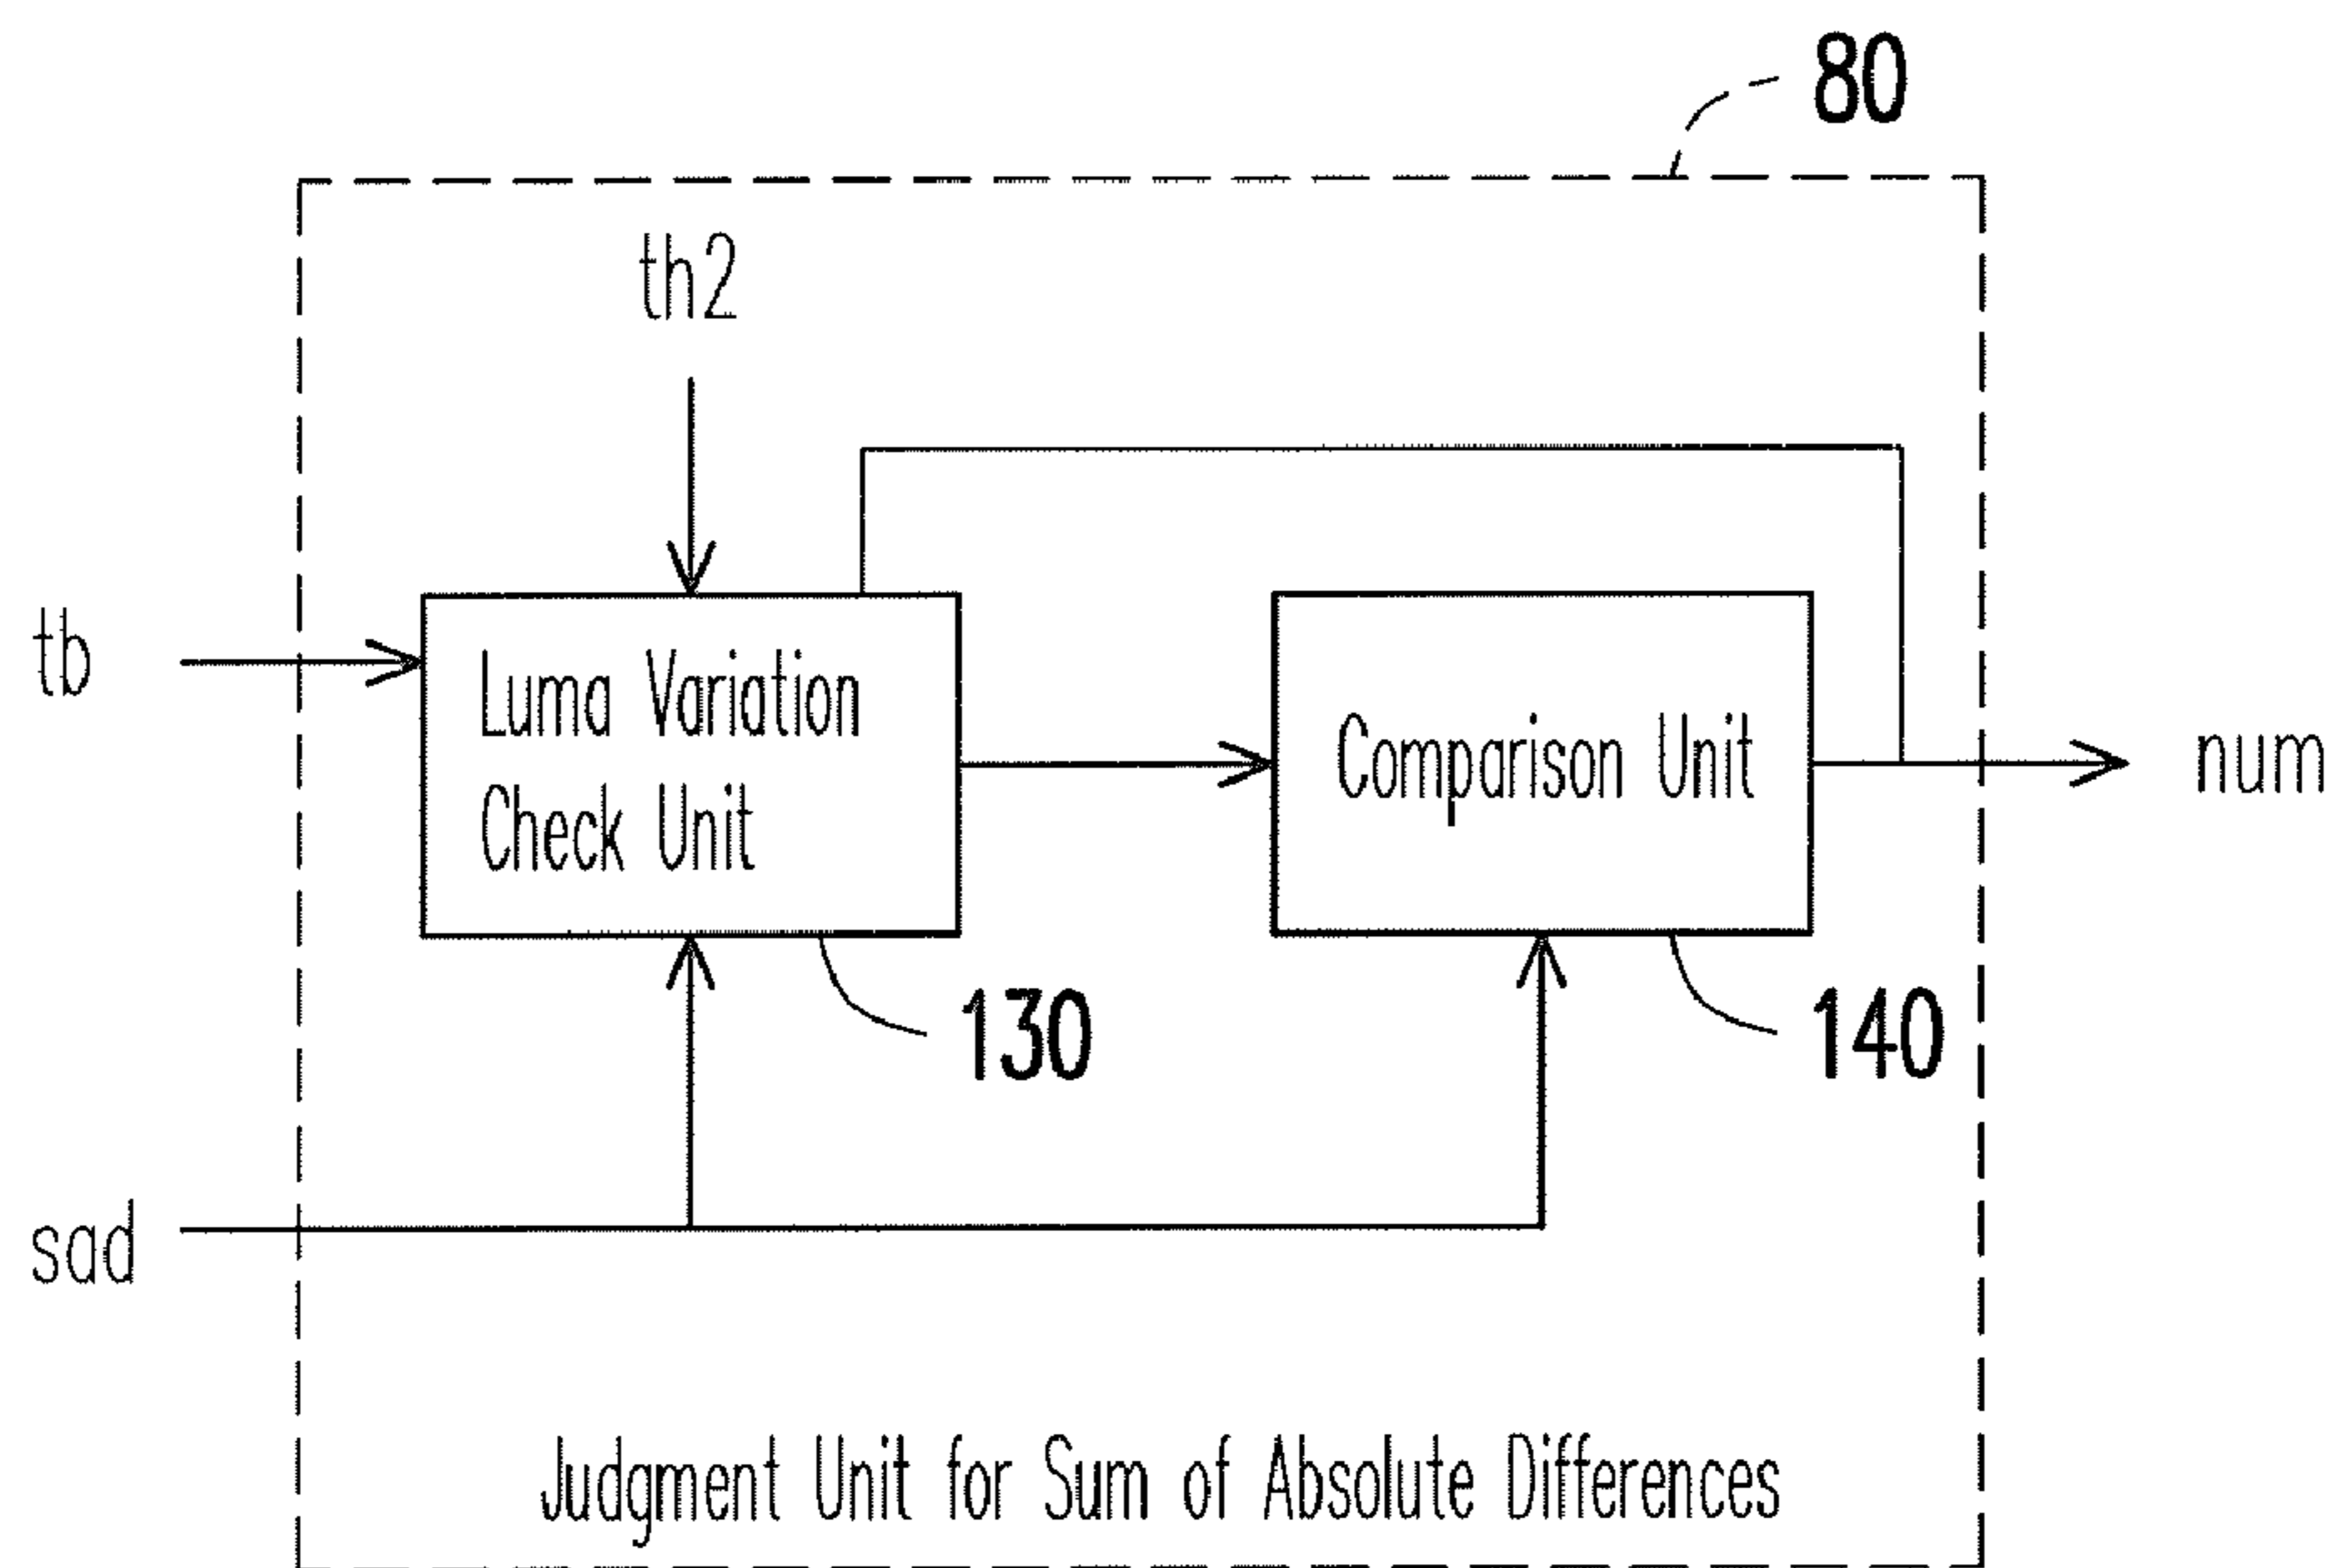 80
th2
tb
Luma Variation
Check Unit
Comparison Unit
num
130
140
sad
Judgment Unit for Sum of Absolute Differences